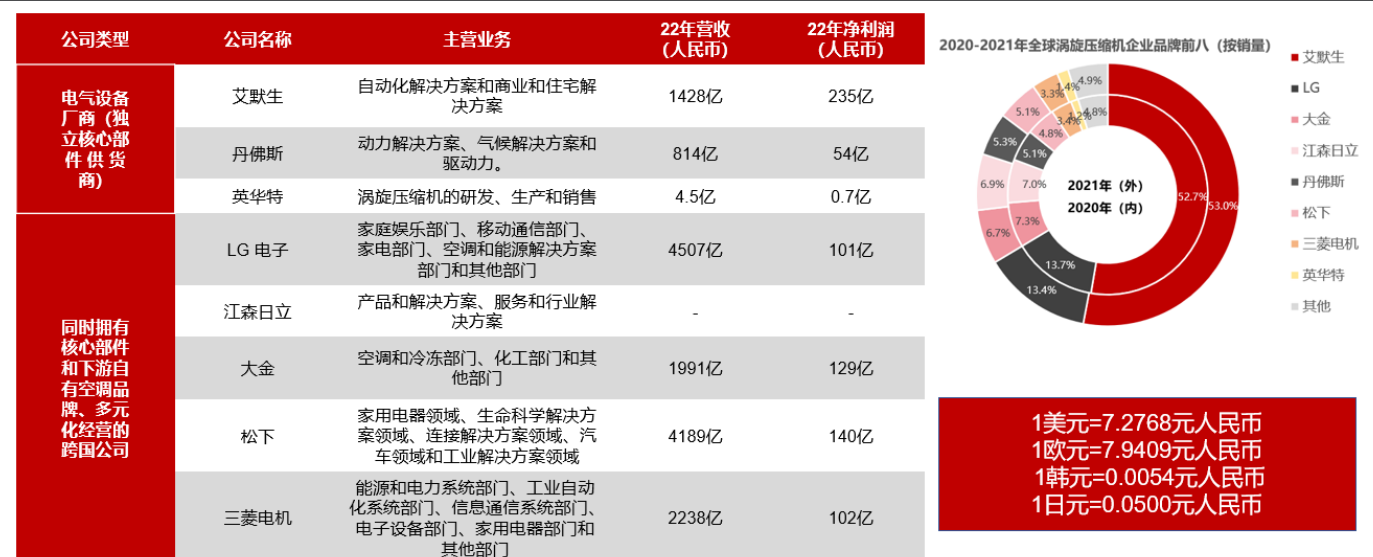 公司类型
公司名称
主营业务
22年营收
(人民币)
22年净利润
(人民币)
电气设备
厂商（独
立核心部
件 供 货
商）
艾默生
自动化解决方案和商业和住宅解
决方案
1428亿
235亿
丹佛斯
动力解决方案、气候解决方案和
驱动力。
814亿
54亿
英华特
涡旋压缩机的研发、生产和销售
4.5亿
0.7亿
同时拥有
核心部件
和下游自
有空调品
牌、多元
化经营的
跨国公司
LG 电子
家庭娱乐部门、移动通信部门、
家电部门、空调和能源解决方案
部门和其他部门
4507亿
101亿
江森日立
产品和解决方案、服务和行业解
决方案
-
-
大金
空调和冷冻部门、化工部门和其
他部门
1991亿
129亿
松下
家用电器领域、生命科学解决方
案领域、连接解决方案领域、汽
车领域和工业解决方案领域
4189亿
140亿
三菱电机
能源和电力系统部门、工业自动
化系统部门、信息通信系统部门、
电子设备部门、家用电器部门和
其他部门
2238亿
102亿
2020-2021年全球涡旋压缩机企业品牌前八（按销量）
4.9%
1.4%
3.3%
5.1%
5.3%
6.9%
6.7%
13.4%
53.0%
4.8%
1.2%
3.4%
4.8%
5.1%
7.0%
7.3%
13.7%
52.7%
2021年（外）
2020年（内）
艾默生
LG
大金
江森日立
丹佛斯
松下
三菱电机
英华特
其他
1美元=7.2768元人民币
1欧元=7.9409元人民币
1韩元=0.0054元人民币
1日元=0.0500元人民币